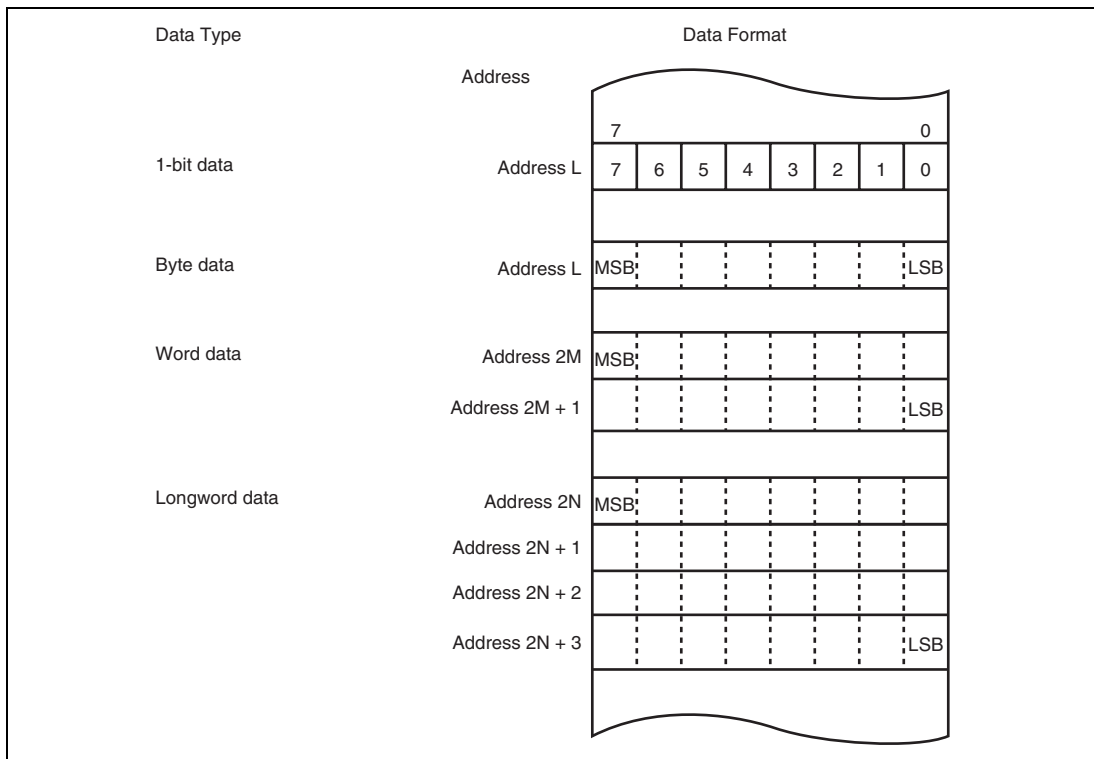 Data Type Data Format
Address
7 0
1-bit data Address L 7 6 5 4 3 2 1 0
Byte data Address L MSB LSB
Word data Address 2M MSB
Address 2M + 1 LSB
Longword data Address 2N MSB
Address 2N + 1
Address 2N + 2
Address 2N + 3 LSB